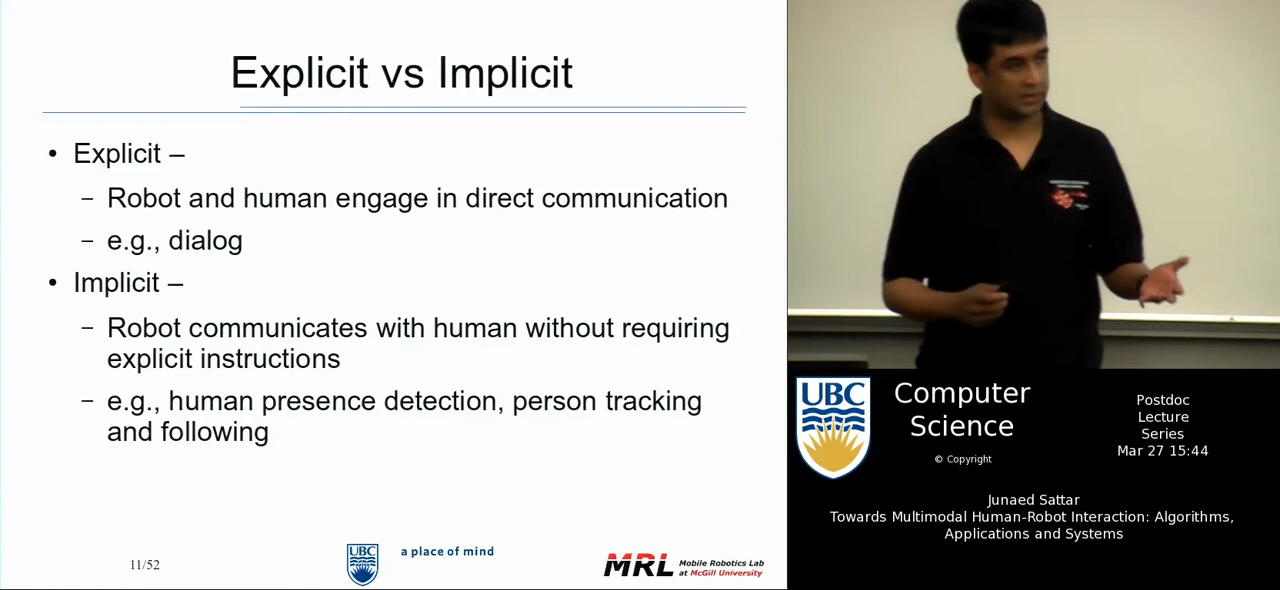 Explicit vs Implicit
• Explicit –
– Robot and human engage in direct communication
– e.g., dialog
• Implicit –
– Robot communicates with human without requiring
explicit instructions
– e.g., human presence detection, person tracking
and following
11/52
UBC
a place of mind
MRL Mobile Robotics Lab
at McGill University
UBC
Computer
Science
© Copyright
Postdoc
Lecture
Series
Mar 27 15:44
Junaed Sattar
Towards Multimodal Human-Robot Interaction: Algorithms,
Applications and Systems